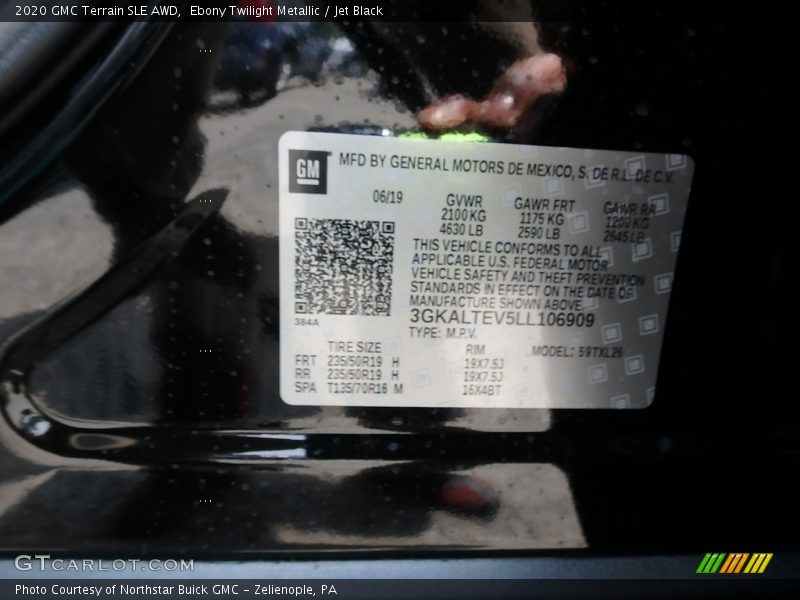 2020 GMC Terrain SLE AWD,  Ebony Twilight Metallic / Jet Black
GM
MFD BY GENERAL MOTORS DE MEXICO, S. DE R.L. DE C.V.
06/19 GVWR GAWR FRT GAWR RR
2100 KG 1175 KG 1200 KG
4630 LB 2590 LB 2645 LB
THIS VEHICLE CONFORMS TO ALL
APPLICABLE U.S. FEDERAL MOTOR
VEHICLE SAFETY AND THEFT PREVENTION
STANDARDS IN EFFECT ON THE DATE OF
MANUFACTURE SHOWN ABOVE.
384A
3GKALTEV5LL106909
TYPE: M.P.V.
TIRE SIZE RIM MODEL: 59TXL26
FRT 235/50R19 H 19X7.5J
RR 235/50R19 H 19X7.5J
SPA T135/70R16 M 16X4BT
GTCARLOT.COM
Photo Courtesy of Northstar Buick GMC - Zelienople, PA